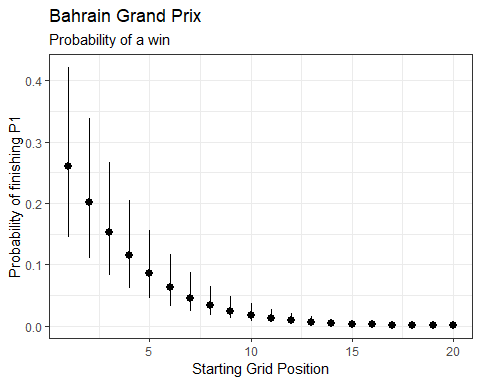 Bahrain Grand Prix
Probability of a win
Probability of finishing P1
0.4
0.3
0.2
0.1
0.0
5
10
15
20
Starting Grid Position